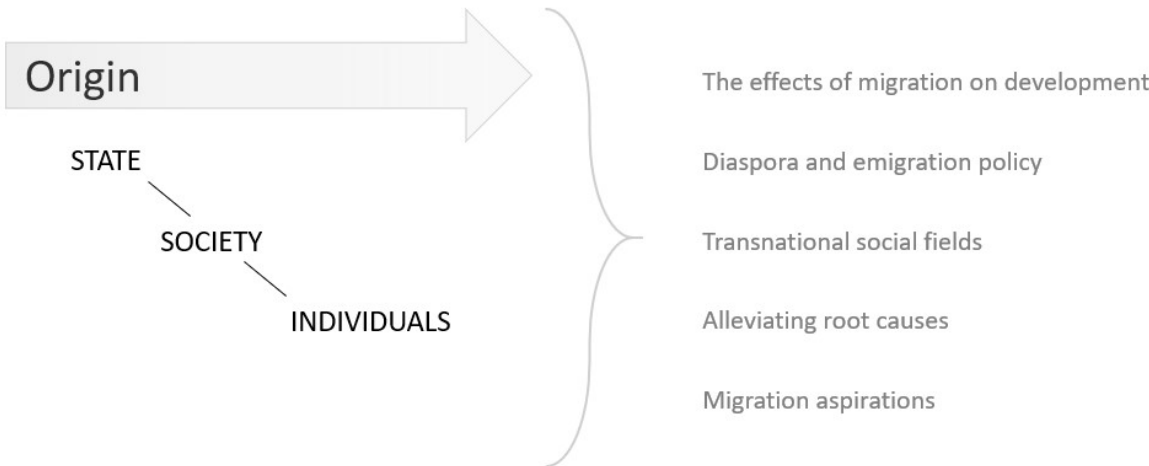 Origin
STATE
SOCIETY
INDIVIDUALS
The effects of migration on development
Diaspora and emigration policy
Transnational social fields
Alleviating root causes
Migration aspirations